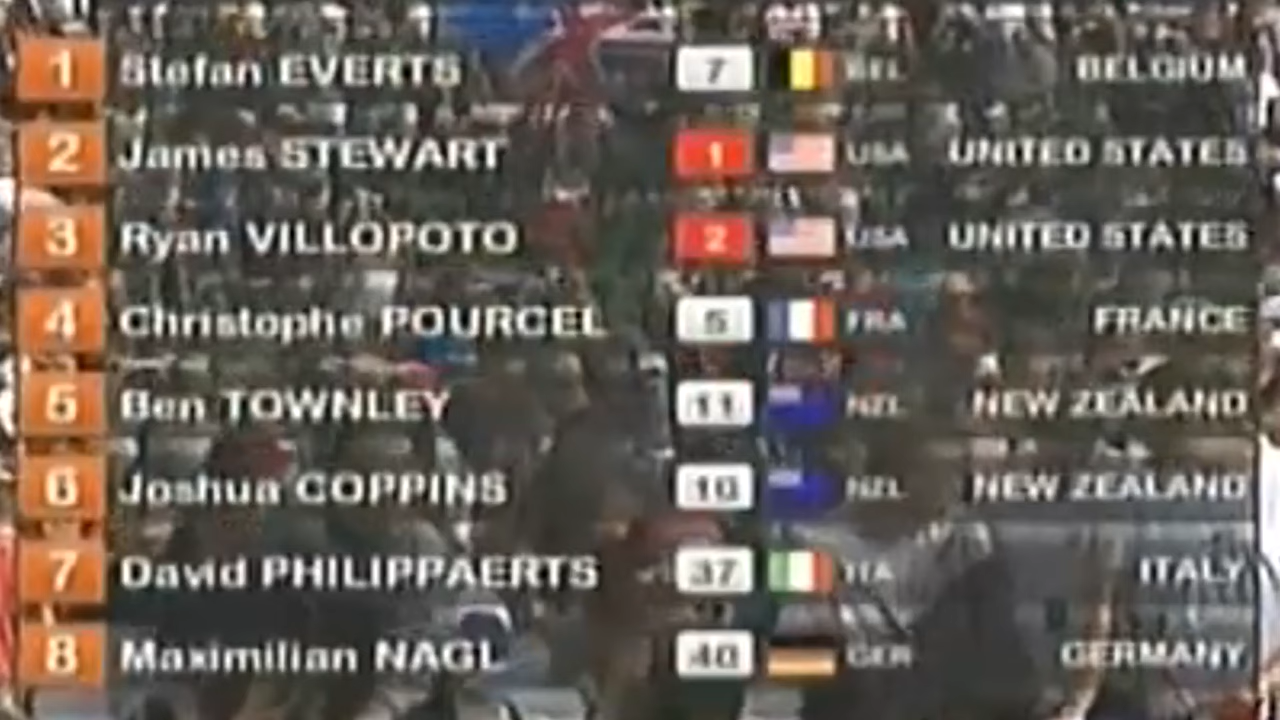 1 Stefan EVERTS 7 BEL BELGIUM
2 James STEWART 1 USA UNITED STATES
3 Ryan VILLOPOTO 2 USA UNITED STATES
4 Christophe POURCEL 5 FRA FRANCE
5 Ben TOWNLEY 11 NZL NEW ZEALAND
6 Joshua COPPINS 10 NZL NEW ZEALAND
7 David PHILIPPAERTS 37 ITA ITALY
8 Maximilian NAGL 40 GER GERMANY